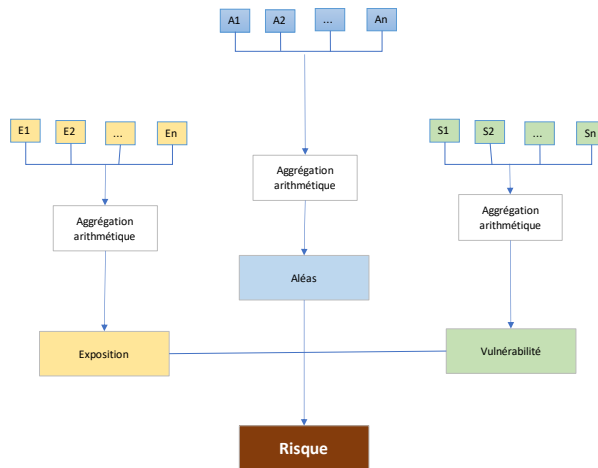 A1
A2
...
An
E1
E2
...
En
S1
S2
...
Sn
Aggrégation
arithmétique
Aggrégation
arithmétique
Aggrégation
arithmétique
Aléas
Exposition
Vulnérabilité
Risque